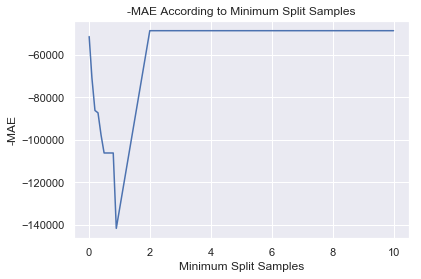 -MAE According to Minimum Split Samples
-MAE
−60000
−80000
−100000
−120000
−140000
0 2 4 6 8 10
Minimum Split Samples